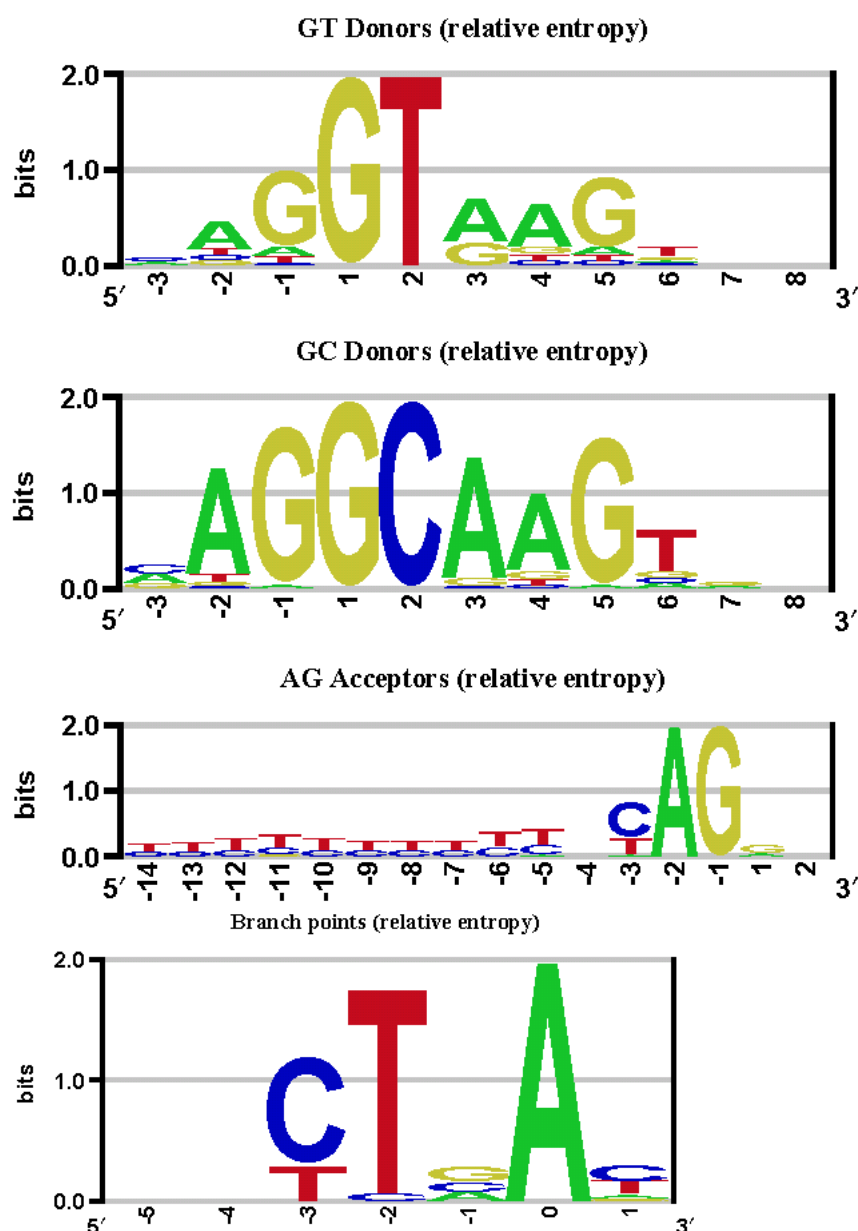 GT Donors (relative entropy)
bits
2.0
1.0
0.0
5′ -3 -2 -1 1 2 3 4 5 6 7 8 3′
GC Donors (relative entropy)
bits
2.0
1.0
0.0
5′ -3 -2 -1 1 2 3 4 5 6 7 8 3′
AG Acceptors (relative entropy)
bits
2.0
1.0
0.0
5′ -14 -13 -12 -11 -10 -9 -8 -7 -6 -5 -4 -3 -2 -1 1 2 3′
Branch points (relative entropy)
bits
2.0
1.0
0.0
5′ -5 -4 -3 -2 -1 0 1 3′